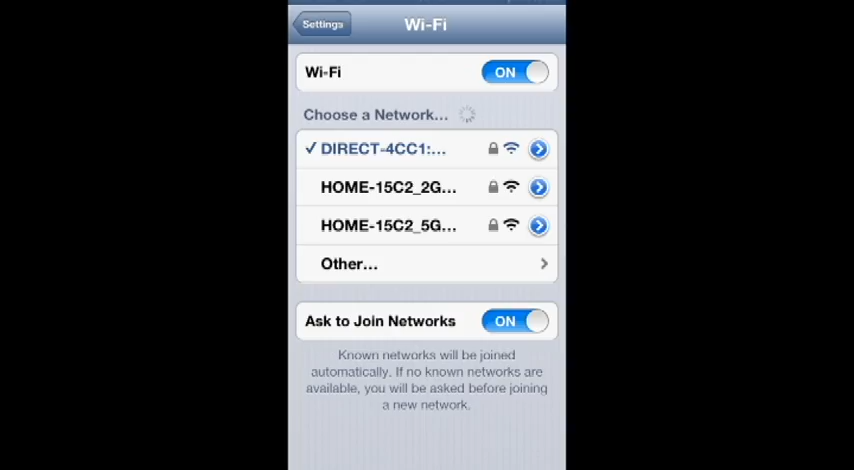 Settings
Wi-Fi
Wi-Fi
ON
Choose a Network...
DIRECT-4CC1:...
HOME-15C2_2G...
HOME-15C2_5G...
Other...
Ask to Join Networks
ON
Known networks will be joined
automatically. If no known networks are
available, you will be asked before joining
a new network.